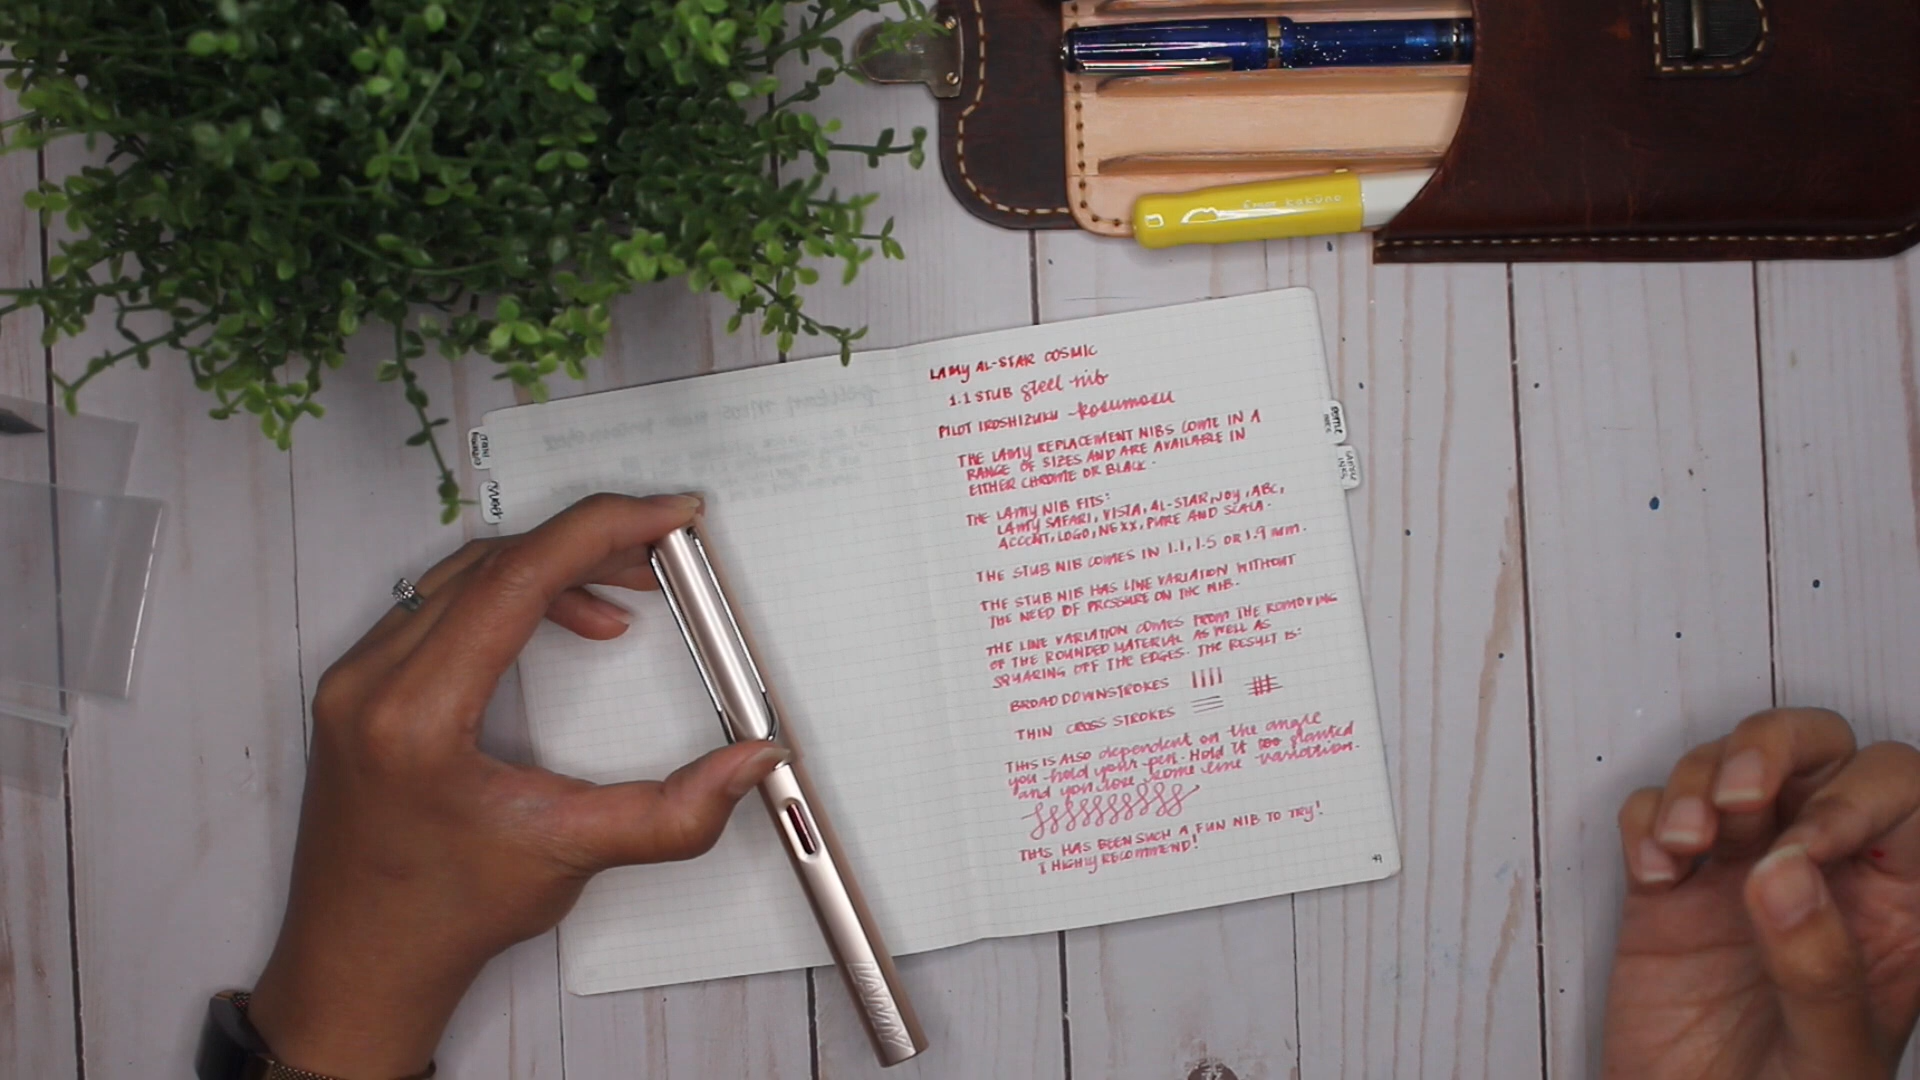 from kakuno
LAMY AL-STAR COSMIC
1.1 STUB steel nib
PILOT IROSHIZUKU kosumosu
THE LAMY REPLACEMENT NIBS COME IN A
RANGE OF SIZES AND ARE AVAILABLE IN
EITHER CHROME OR BLACK.
THE LAMY NIB FITS:
LAMY SAFARI, VISTA, AL-STAR, JOY, ABC,
ACCENT, LOGO, NEXX, PURE AND SCALA.
THE STUB NIB COMES IN 1.1, 1.5 OR 1.9 mm.
THE STUB NIB HAS LINE VARIATION WITHOUT
THE NEED OF PRESSURE ON THE NIB.
THE LINE VARIATION COMES FROM THE REMOVING
OF THE ROUNDED MATERIAL AS WELL AS
SQUARING OFF THE EDGES. THE RESULT IS:
BROAD DOWNSTROKES
THIN CROSS STROKES
THIS IS ALSO dependent on the angle
you hold your pen. Hold it too slanted
and you lose some line variation.
THIS HAS BEEN SUCH A FUN NIB TO TRY!
I HIGHLY RECOMMEND!
LAMY